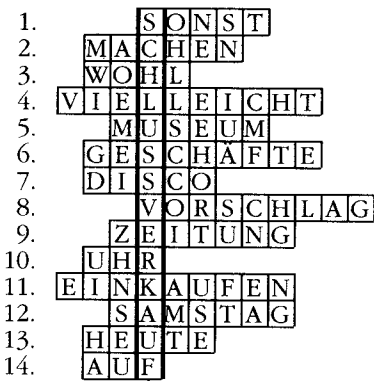 1. SONST
2. MACHEN
3. WOHL
4. VIELLEICHT
5. MUSEUM
6. GESCHÄFTE
7. DISCO
8. VORSCHLAG
9. ZEITUNG
10. UHR
11. EINKAUFEN
12. SAMSTAG
13. HEUTE
14. AUF